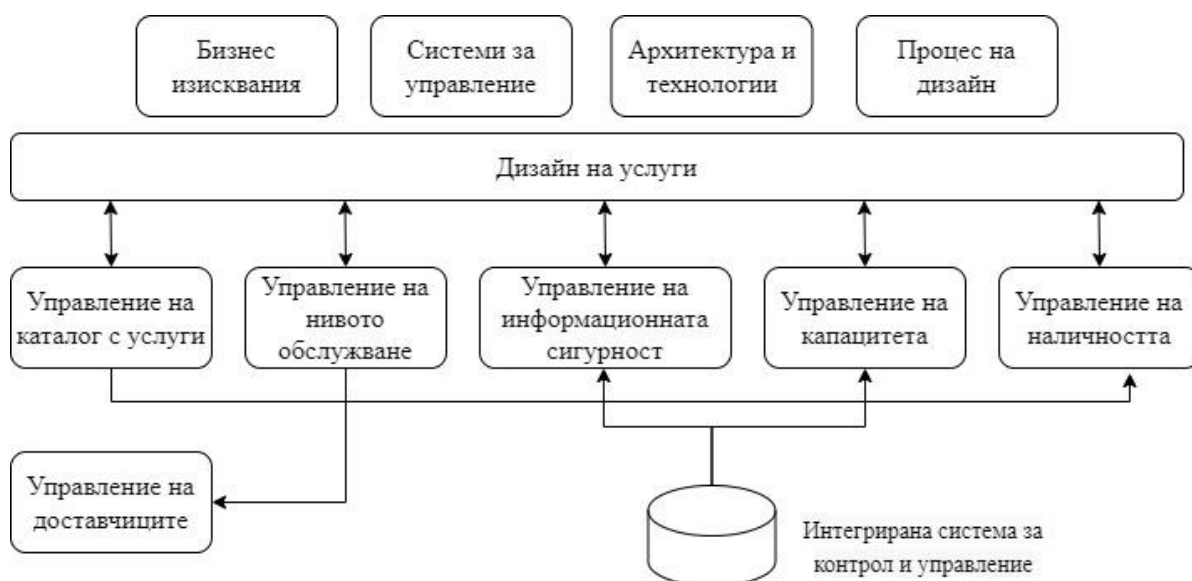 Бизнес
изисквания
Системи за
управление
Архитектура и
технологии
Процес на
дизайн
Дизайн на услуги
Управление на
каталог с услуги
Управление на
нивото
обслужване
Управление на
информационната
сигурност
Управление на
капацитета
Управление на
наличността
Управление на
доставчиците
Интегрирана система за
контрол и управление